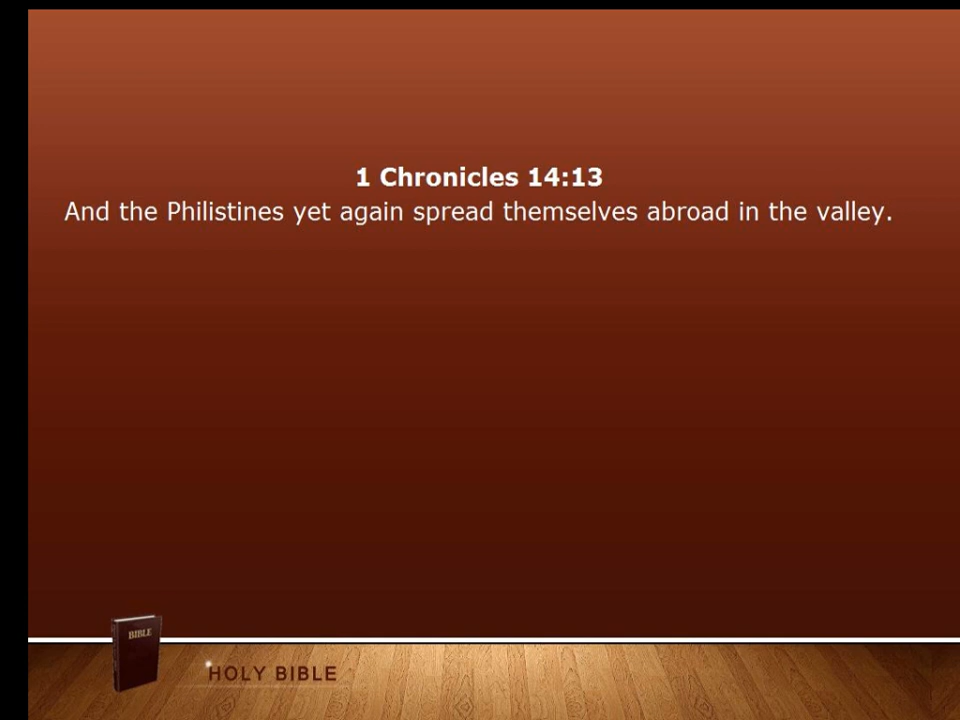 1 Chronicles 14:13
And the Philistines yet again spread themselves abroad in the valley.
BIBLE
HOLY BIBLE